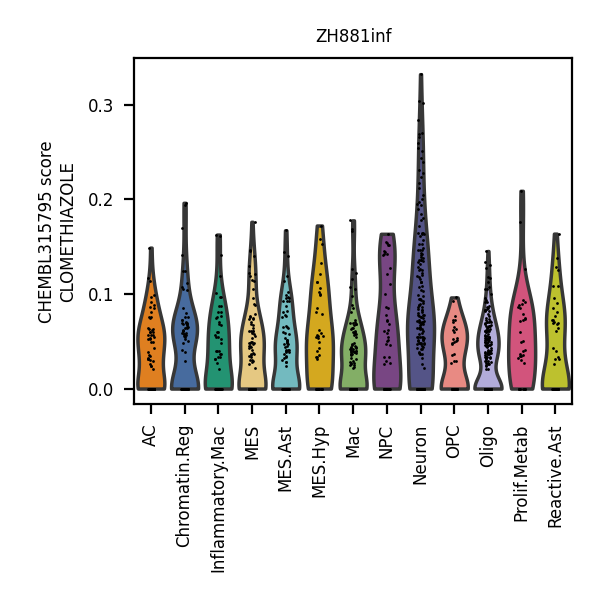 ZH881inf
CHEMBL315795 score
CLOMETHIAZOLE
0.3
0.2
0.1
0.0
AC
Chromatin.Reg
Inflammatory.Mac
MES
MES.Ast
MES.Hyp
Mac
NPC
Neuron
OPC
Oligo
Prolif.Metab
Reactive.Ast